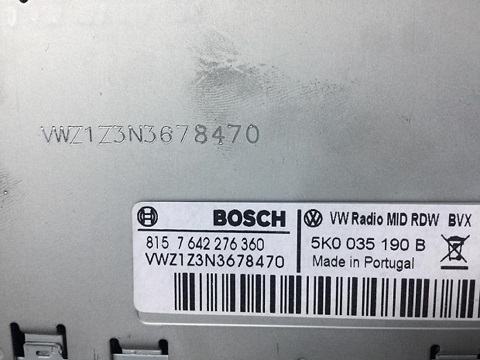 VWZ1Z3N3678470
BOSCH
815 7 642 276 360
VWZ1Z3N3678470
VW Radio MID RDW BVX
5K0 035 190 B
Made in Portugal